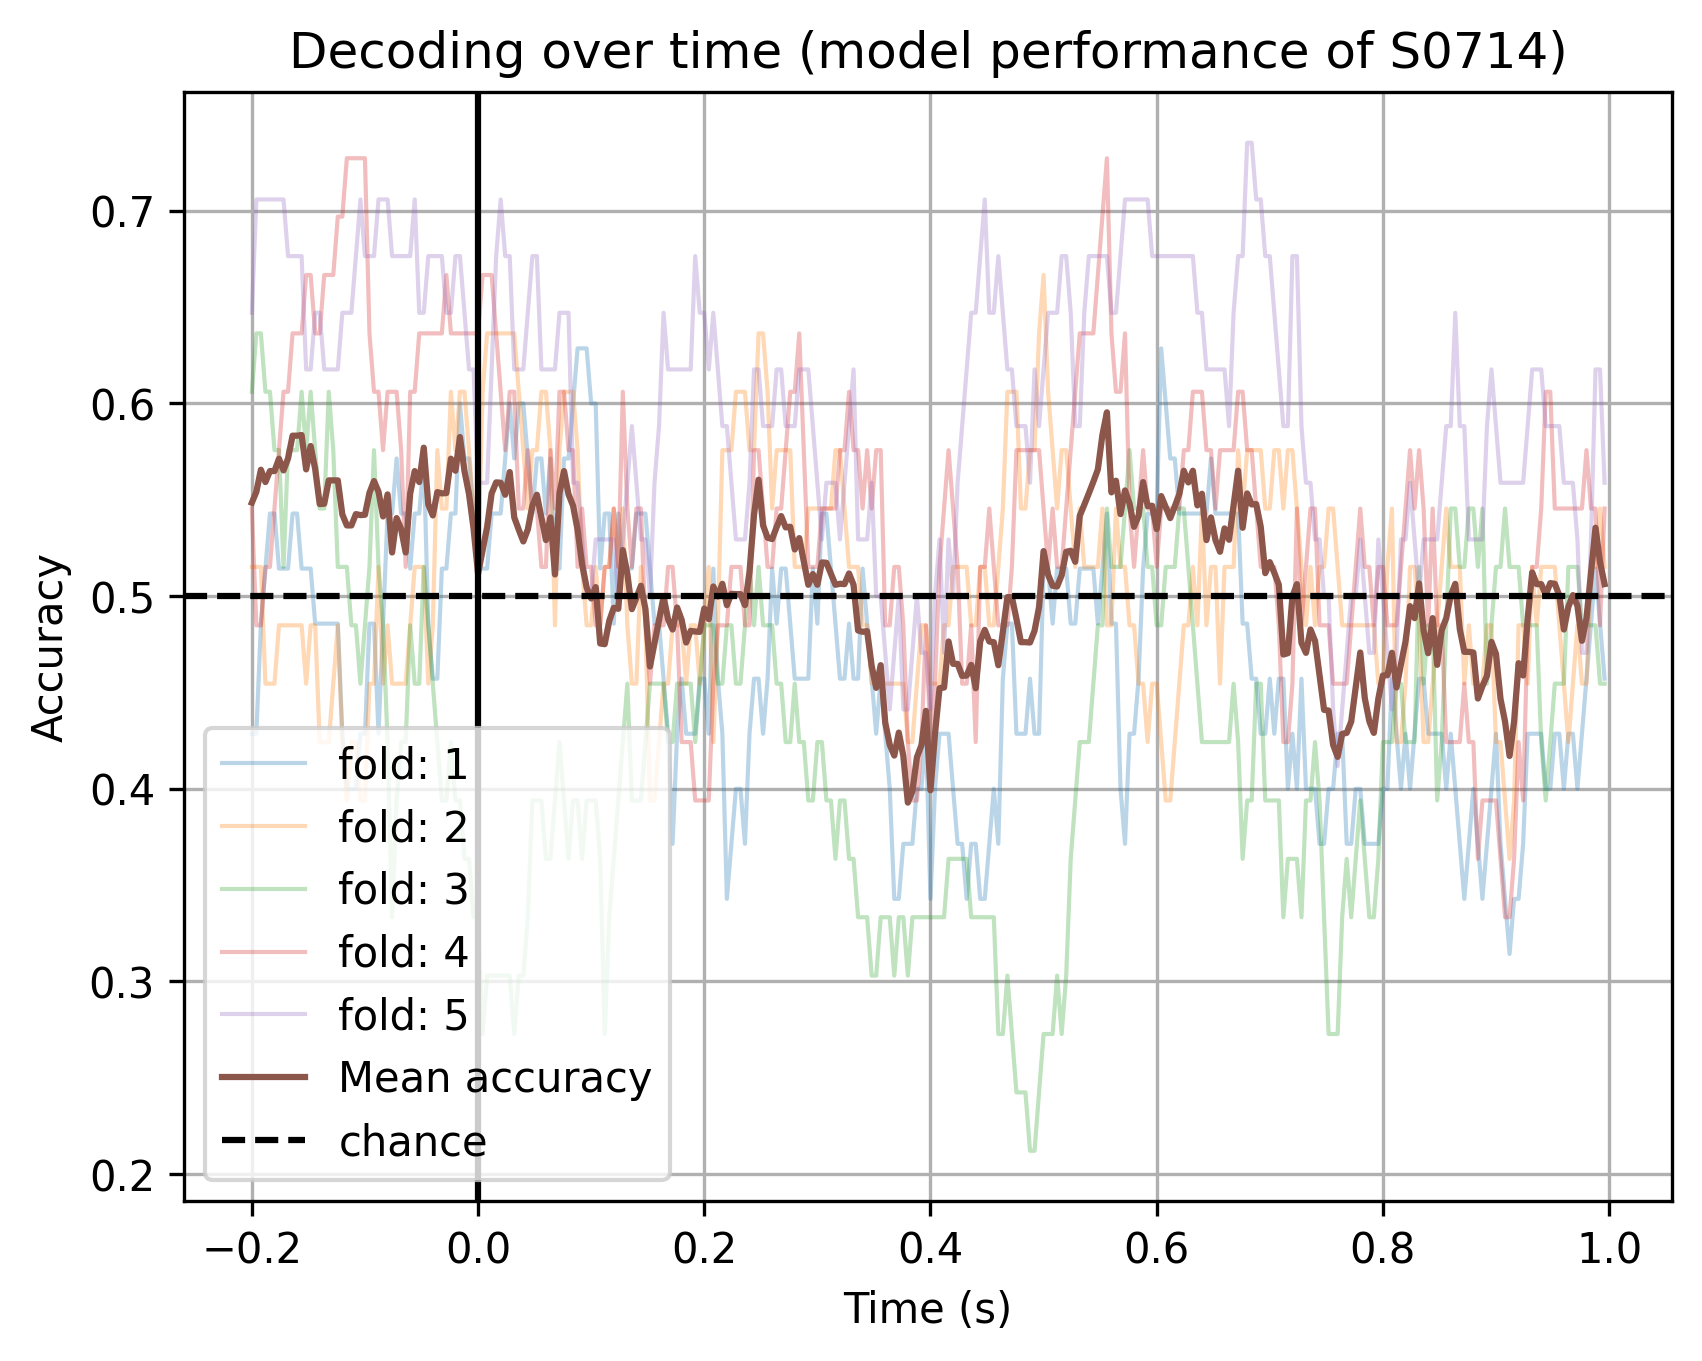 Decoding over time (model performance of S0714)
Accuracy
0.7
0.6
0.5
0.4
0.3
0.2
fold: 1
fold: 2
fold: 3
fold: 4
fold: 5
Mean accuracy
chance
−0.2 0.0 0.2 0.4 0.6 0.8 1.0
Time (s)